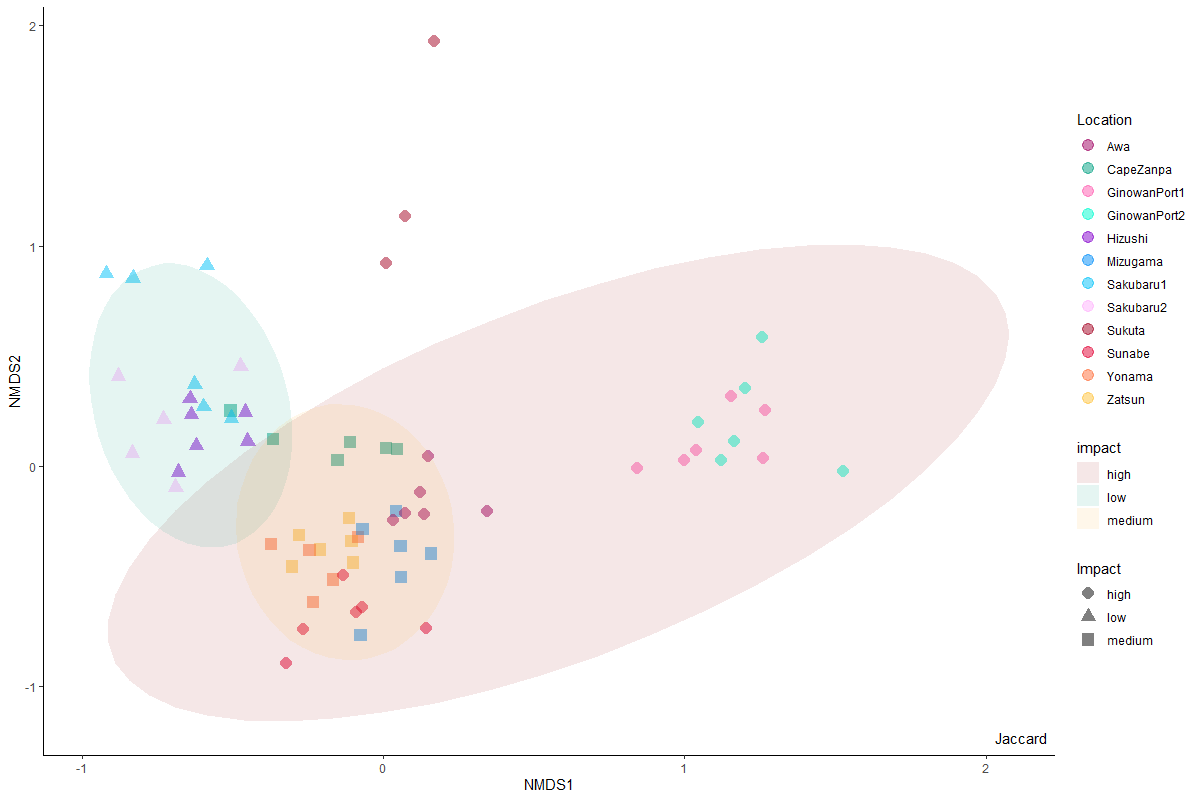 2
1
0
-1
NMDS2
-1
0
1
2
NMDS1
Jaccard
Location
Awa
CapeZanpa
GinowanPort1
GinowanPort2
Hizushi
Mizugama
Sakubaru1
Sakubaru2
Sukuta
Sunabe
Yonama
Zatsun
impact
high
low
medium
Impact
high
low
medium